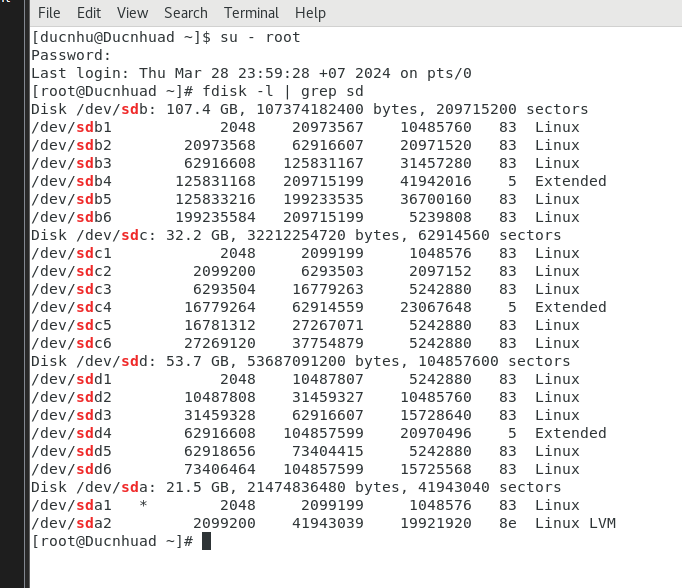 File Edit View Search Terminal Help
[ducnhu@Ducnhuad ~]$ su - root
Password:
Last login: Thu Mar 28 23:59:28 +07 2024 on pts/0
[root@Ducnhuad ~]# fdisk -l | grep sd
Disk /dev/sdb: 107.4 GB, 107374182400 bytes, 209715200 sectors
/dev/sdb1            2048    20973567    10485760   83  Linux
/dev/sdb2        20973568    62916607    20971520   83  Linux
/dev/sdb3        62916608   125831167    31457280   83  Linux
/dev/sdb4       125831168   209715199    41942016    5  Extended
/dev/sdb5       125833216   199233535    36700160   83  Linux
/dev/sdb6       199235584   209715199     5239808   83  Linux
Disk /dev/sdc: 32.2 GB, 32212254720 bytes, 62914560 sectors
/dev/sdc1            2048     2099199     1048576   83  Linux
/dev/sdc2         2099200     6293503     2097152   83  Linux
/dev/sdc3         6293504    16779263     5242880   83  Linux
/dev/sdc4        16779264    62914559    23067648    5  Extended
/dev/sdc5        16781312    27267071     5242880   83  Linux
/dev/sdc6        27269120    37754879     5242880   83  Linux
Disk /dev/sdd: 53.7 GB, 53687091200 bytes, 104857600 sectors
/dev/sdd1            2048    10487807     5242880   83  Linux
/dev/sdd2        10487808    31459327    10485760   83  Linux
/dev/sdd3        31459328    62916607    15728640   83  Linux
/dev/sdd4        62916608   104857599    20970496    5  Extended
/dev/sdd5        62918656    73404415     5242880   83  Linux
/dev/sdd6        73406464   104857599    15725568   83  Linux
Disk /dev/sda: 21.5 GB, 21474836480 bytes, 41943040 sectors
/dev/sda1   *        2048     2099199     1048576   83  Linux
/dev/sda2         2099200    41943039    19921920   8e  Linux LVM
[root@Ducnhuad ~]#